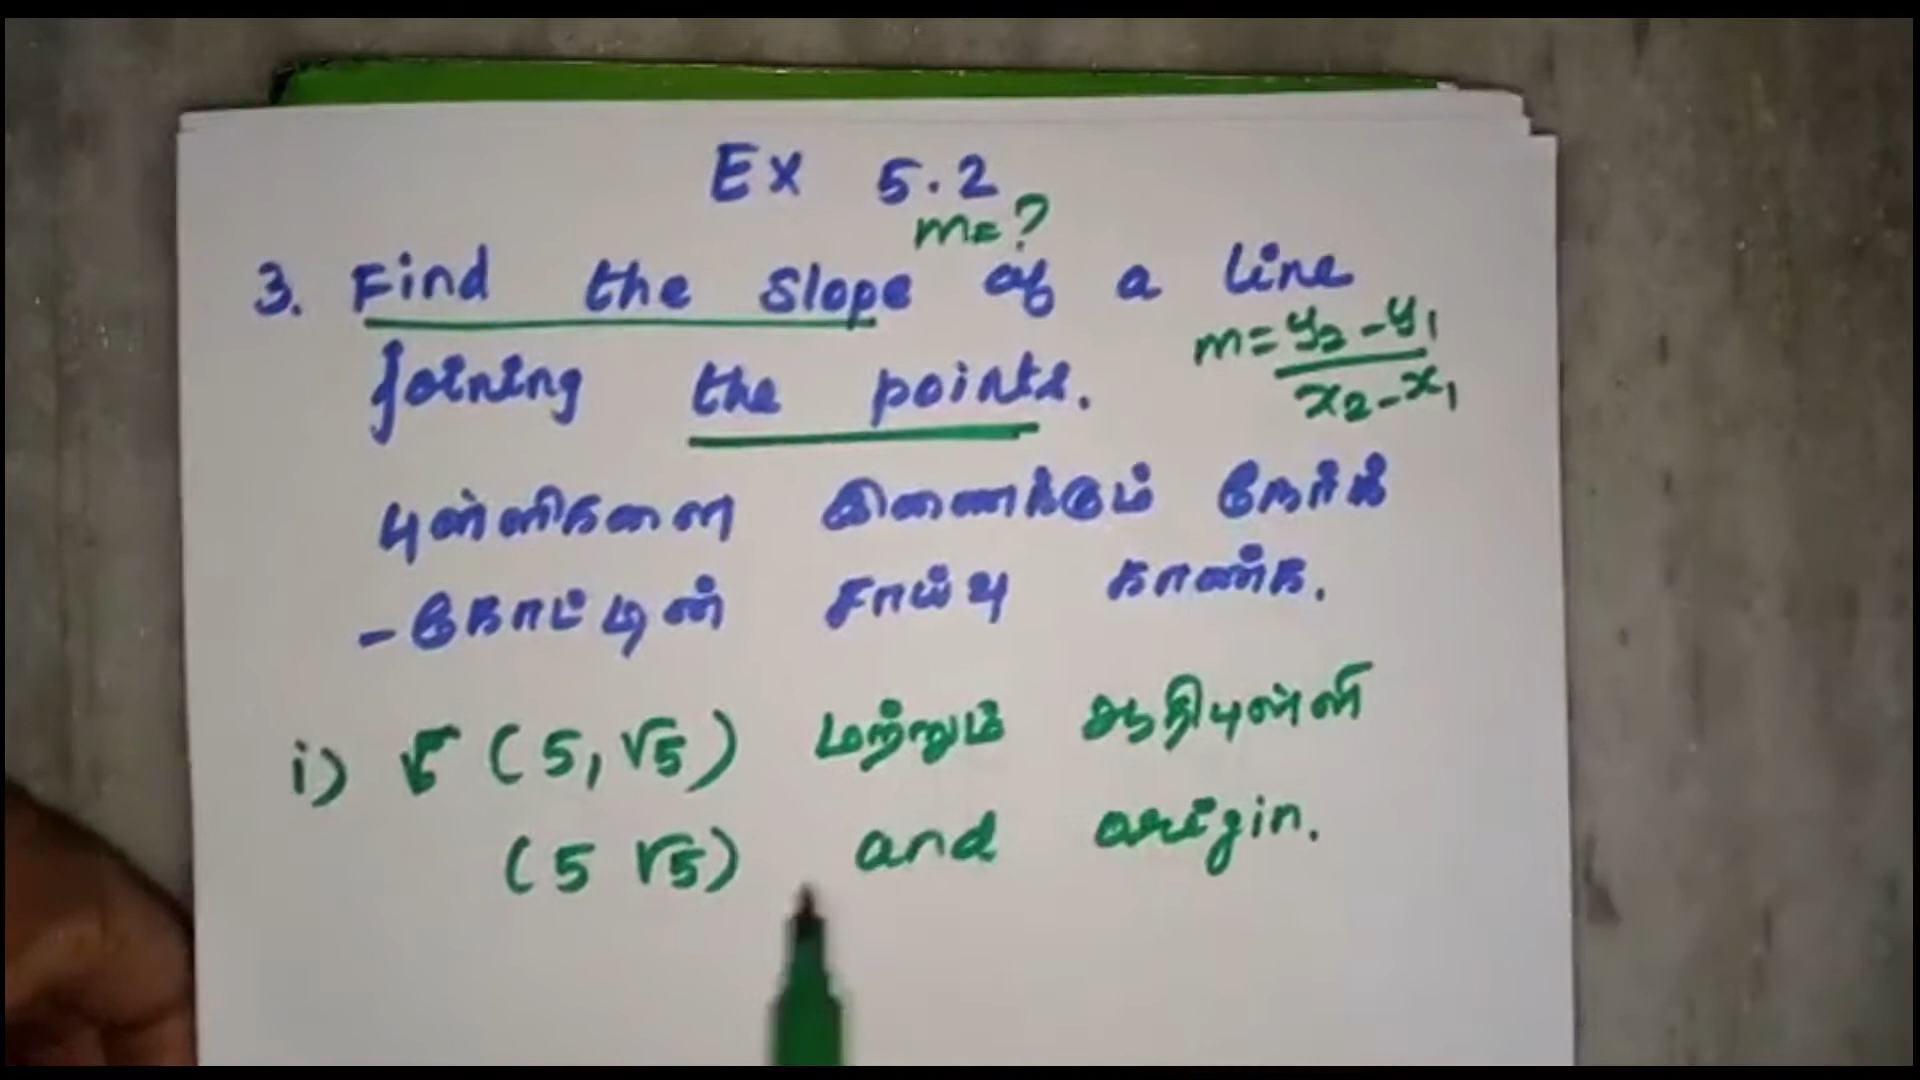 Ex 5.2
m=?
3. Find the Slope of a line
m = y₂ - y₁ / x₂ - x₁
joining the points.
புள்ளிகளை இணைக்கும் நேர்க்
-கோட்டின் சாய்வு காண்க.
i) (5, √5) மற்றும் ஆதிபுள்ளி
(5 √5) and origin.